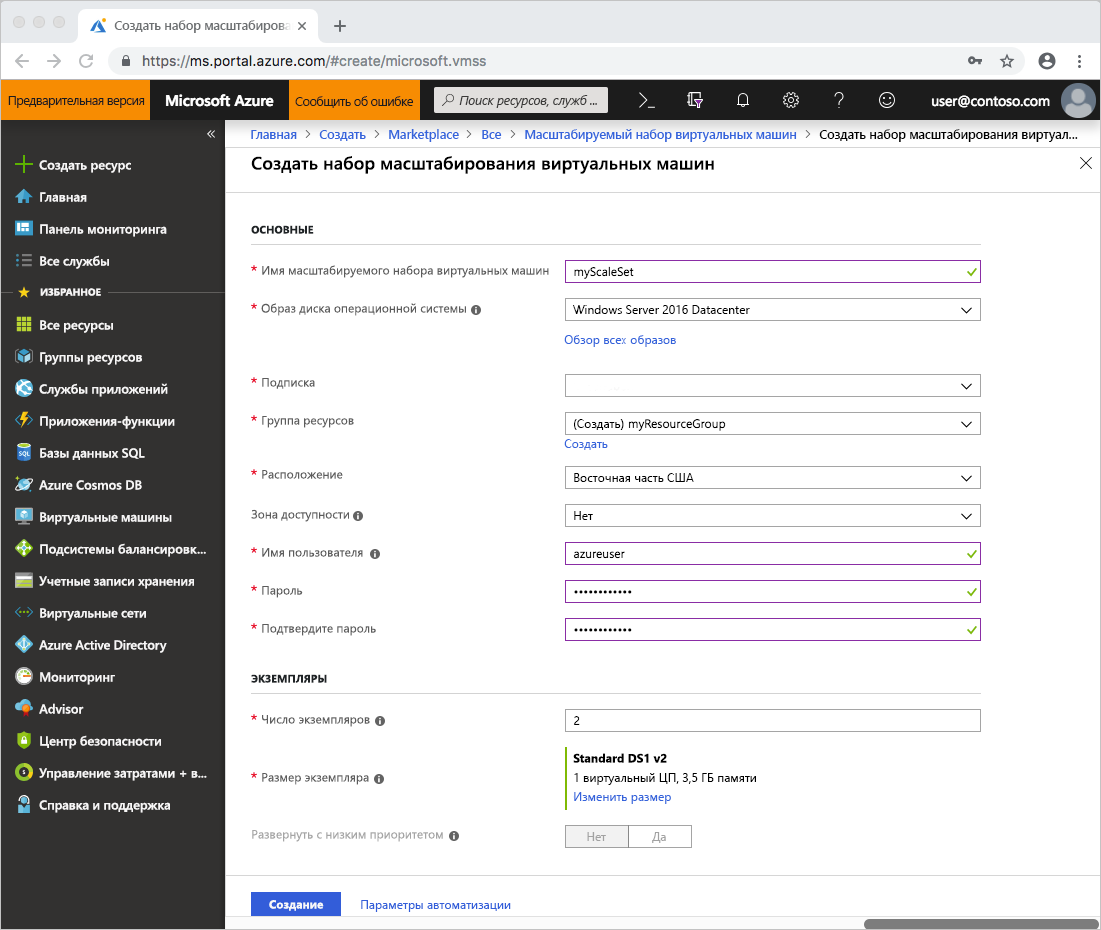 Создать набор масштабирова
https://ms.portal.azure.com/#create/microsoft.vmss
Предварительная версия
Microsoft Azure
Сообщить об ошибке
Поиск ресурсов, служб ...
user@contoso.com
Главная > Создать > Marketplace > Все > Масштабируемый набор виртуальных машин > Создать набор масштабирования виртуал...
Создать набор масштабирования виртуальных машин
Создать ресурс
Главная
Панель мониторинга
Все службы
ИЗБРАННОЕ
Все ресурсы
Группы ресурсов
Службы приложений
Приложения-функции
Базы данных SQL
Azure Cosmos DB
Виртуальные машины
Подсистемы балансировк...
Учетные записи хранения
Виртуальные сети
Azure Active Directory
Мониторинг
Advisor
Центр безопасности
Управление затратами + в...
Справка и поддержка
ОСНОВНЫЕ
* Имя масштабируемого набора виртуальных машин
myScaleSet
* Образ диска операционной системы
Windows Server 2016 Datacenter
Обзор всех образов
* Подписка
* Группа ресурсов
(Создать) myResourceGroup
Создать
* Расположение
Восточная часть США
Зона доступности
Нет
* Имя пользователя
azureuser
* Пароль
••••••••••••
* Подтвердите пароль
••••••••••••
ЭКЗЕМПЛЯРЫ
* Число экземпляров
2
* Размер экземпляра
Standard DS1 v2
1 виртуальный ЦП, 3,5 ГБ памяти
Изменить размер
Развернуть с низким приоритетом
Нет
Да
Создание
Параметры автоматизации